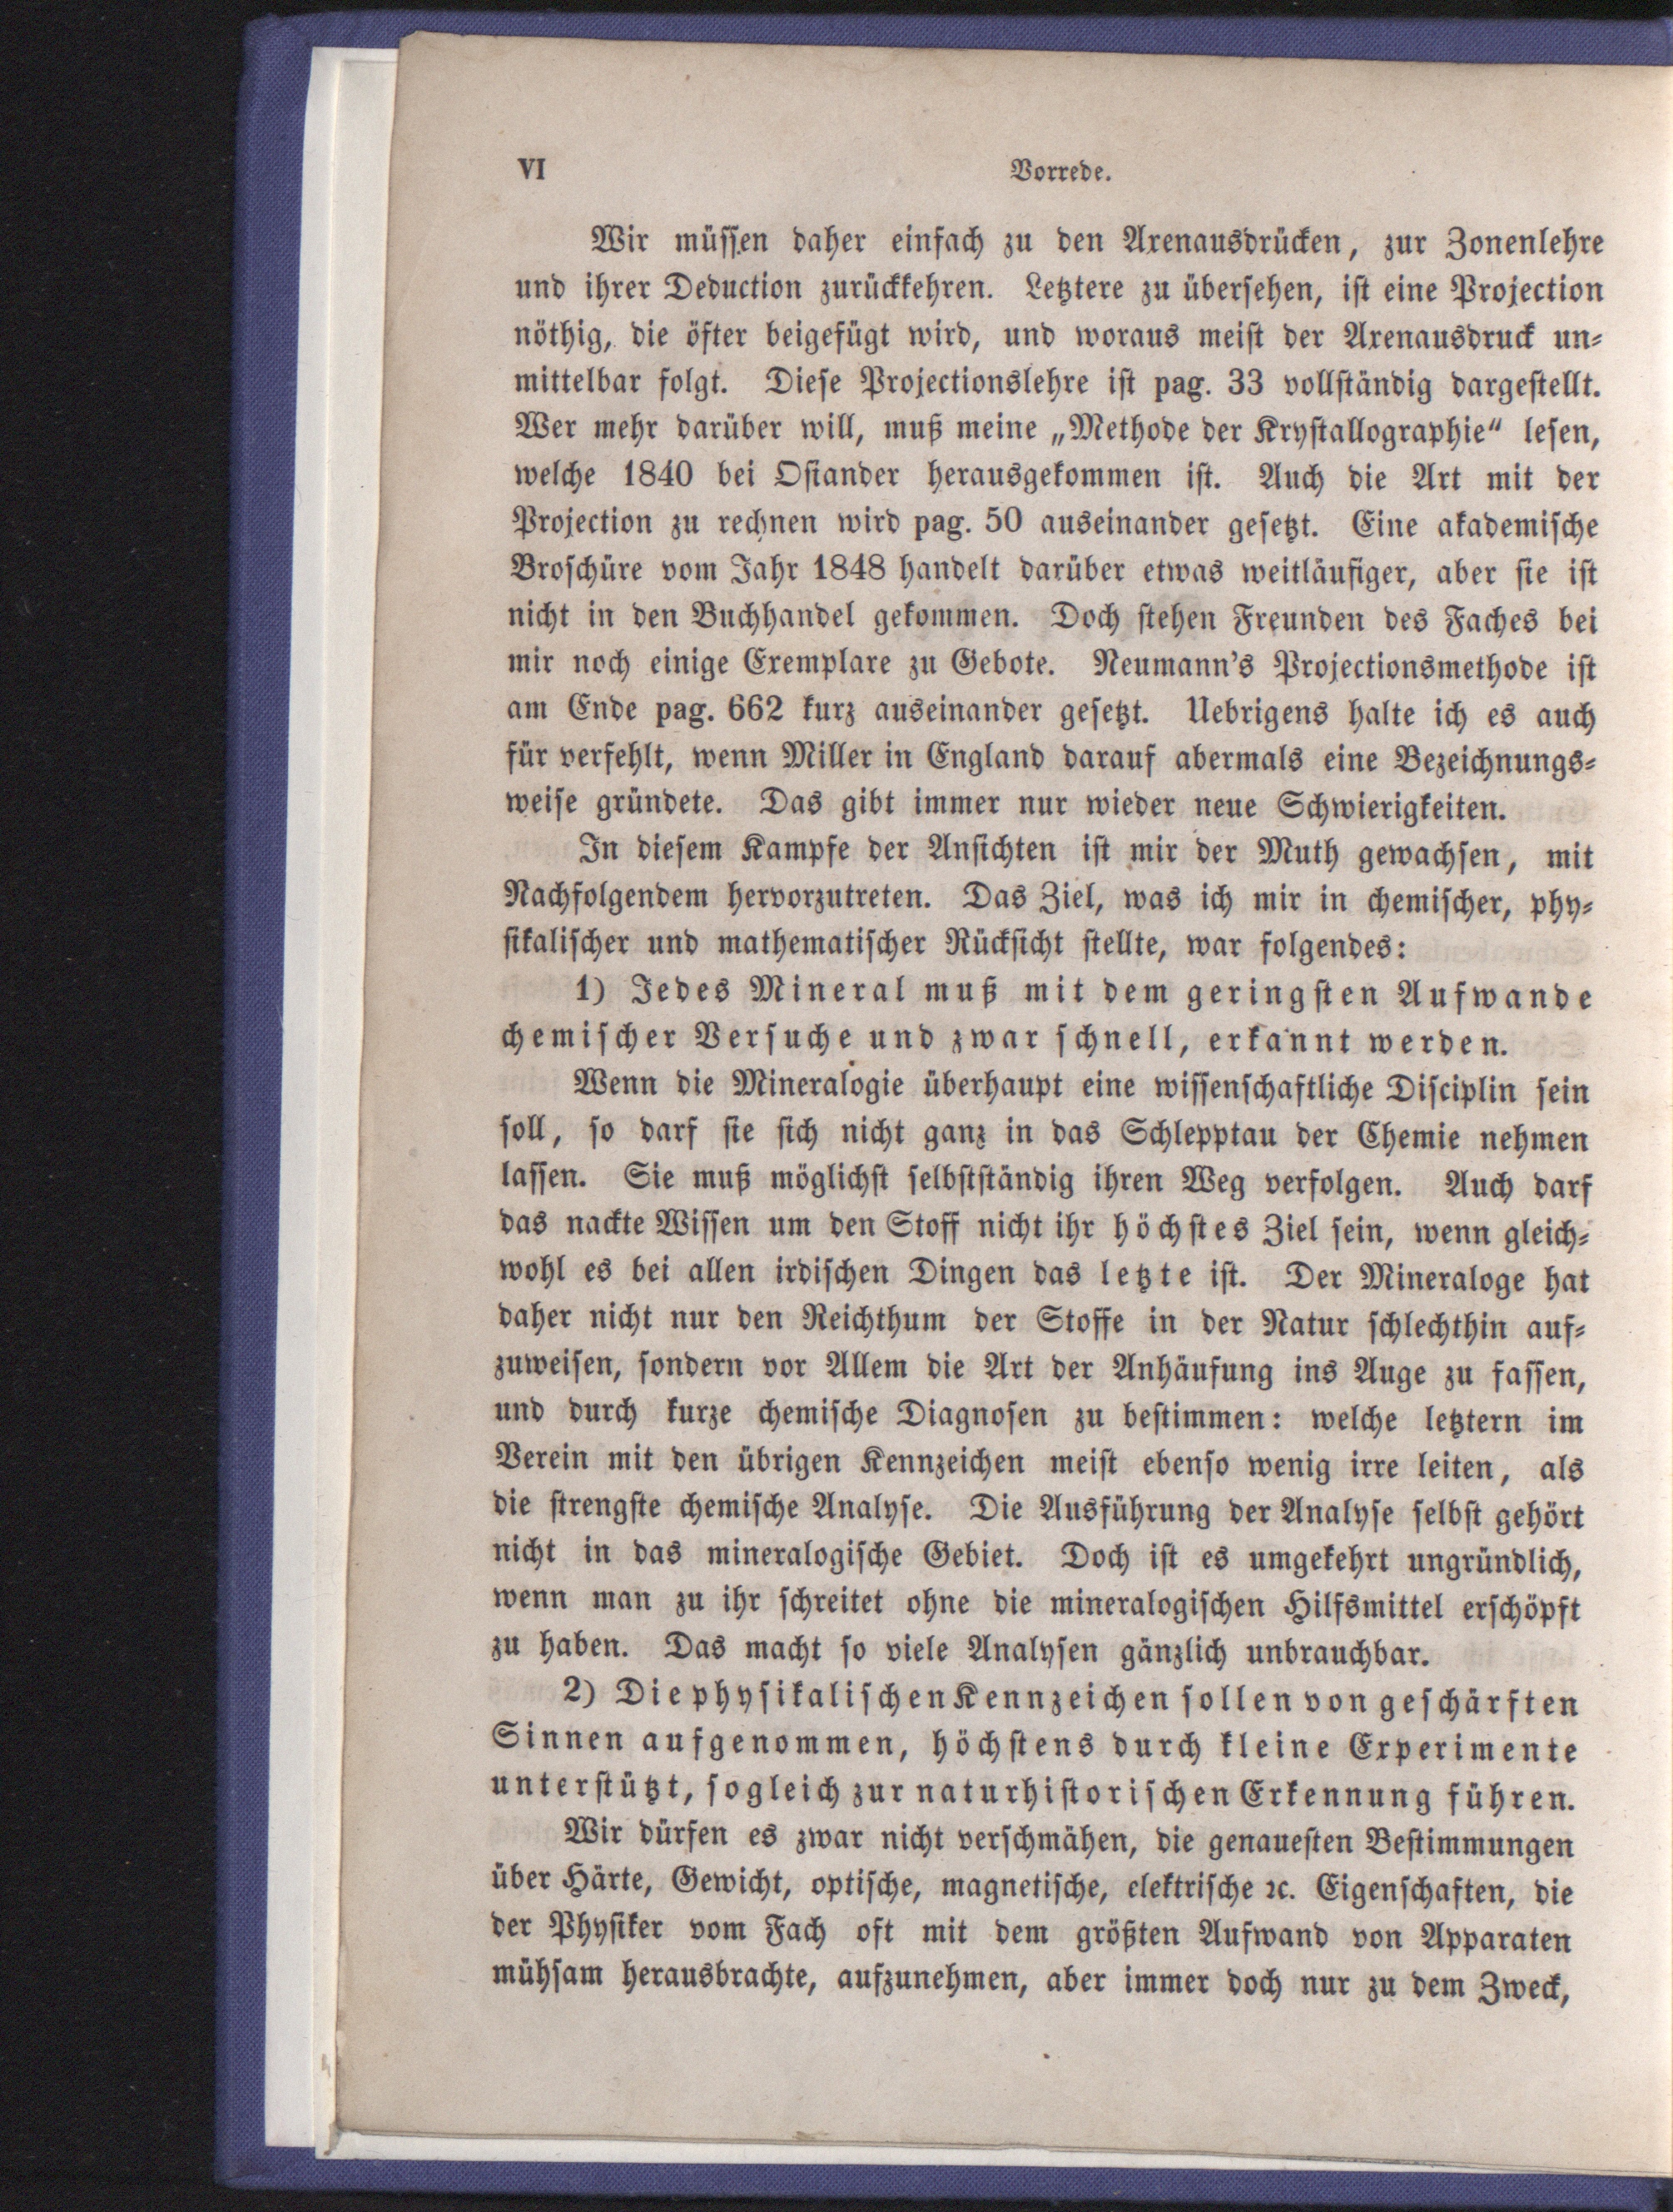 VI Vorrede.
Wir müssen daher einfach zu den Axenausdrücken, zur Zonenlehre
und ihrer Deduction zurückkehren. Letztere zu übersehen, ist eine Projection
nöthig, die öfter beigefügt wird, und woraus meist der Axenausdruck un-
mittelbar folgt. Diese Projectionslehre ist pag. 33 vollständig dargestellt.
Wer mehr darüber will, muß meine „Methode der Krystallographie“ lesen,
welche 1840 bei Osiander herausgekommen ist. Auch die Art mit der
Projection zu rechnen wird pag. 50 auseinander gesetzt. Eine akademische
Broschüre vom Jahr 1848 handelt darüber etwas weitläufiger, aber sie ist
nicht in den Buchhandel gekommen. Doch stehen Freunden des Faches bei
mir noch einige Exemplare zu Gebote. Neumann's Projectionsmethode ist
am Ende pag. 662 kurz auseinander gesetzt. Uebrigens halte ich es auch
für verfehlt, wenn Miller in England darauf abermals eine Bezeichnungs-
weise gründete. Das gibt immer nur wieder neue Schwierigkeiten.
In diesem Kampfe der Ansichten ist mir der Muth gewachsen, mit
Nachfolgendem hervorzutreten. Das Ziel, was ich mir in chemischer, phy-
sikalischer und mathematischer Rücksicht stellte, war folgendes:
1) Jedes Mineral muß mit dem geringsten Aufwande
chemischer Versuche und zwar schnell, erkannt werden.
Wenn die Mineralogie überhaupt eine wissenschaftliche Disciplin sein
soll, so darf sie sich nicht ganz in das Schlepptau der Chemie nehmen
lassen. Sie muß möglichst selbstständig ihren Weg verfolgen. Auch darf
das nackte Wissen um den Stoff nicht ihr höchstes Ziel sein, wenn gleich-
wohl es bei allen irdischen Dingen das letzte ist. Der Mineraloge hat
daher nicht nur den Reichthum der Stoffe in der Natur schlechthin auf-
zuweisen, sondern vor Allem die Art der Anhäufung ins Auge zu fassen,
und durch kurze chemische Diagnosen zu bestimmen: welche letztern im
Verein mit den übrigen Kennzeichen meist ebenso wenig irre leiten, als
die strengste chemische Analyse. Die Ausführung der Analyse selbst gehört
nicht in das mineralogische Gebiet. Doch ist es umgekehrt ungründlich,
wenn man zu ihr schreitet ohne die mineralogischen Hilfsmittel erschöpft
zu haben. Das macht so viele Analysen gänzlich unbrauchbar.
2) Die physikalischen Kennzeichen sollen von geschärften
Sinnen aufgenommen, höchstens durch kleine Experimente
unterstützt, sogleich zur naturhistorischen Erkennung führen.
Wir dürfen es zwar nicht verschmähen, die genauesten Bestimmungen
über Härte, Gewicht, optische, magnetische, elektrische ꝛc. Eigenschaften, die
der Physiker vom Fach oft mit dem größten Aufwand von Apparaten
mühsam herausbrachte, aufzunehmen, aber immer doch nur zu dem Zweck,